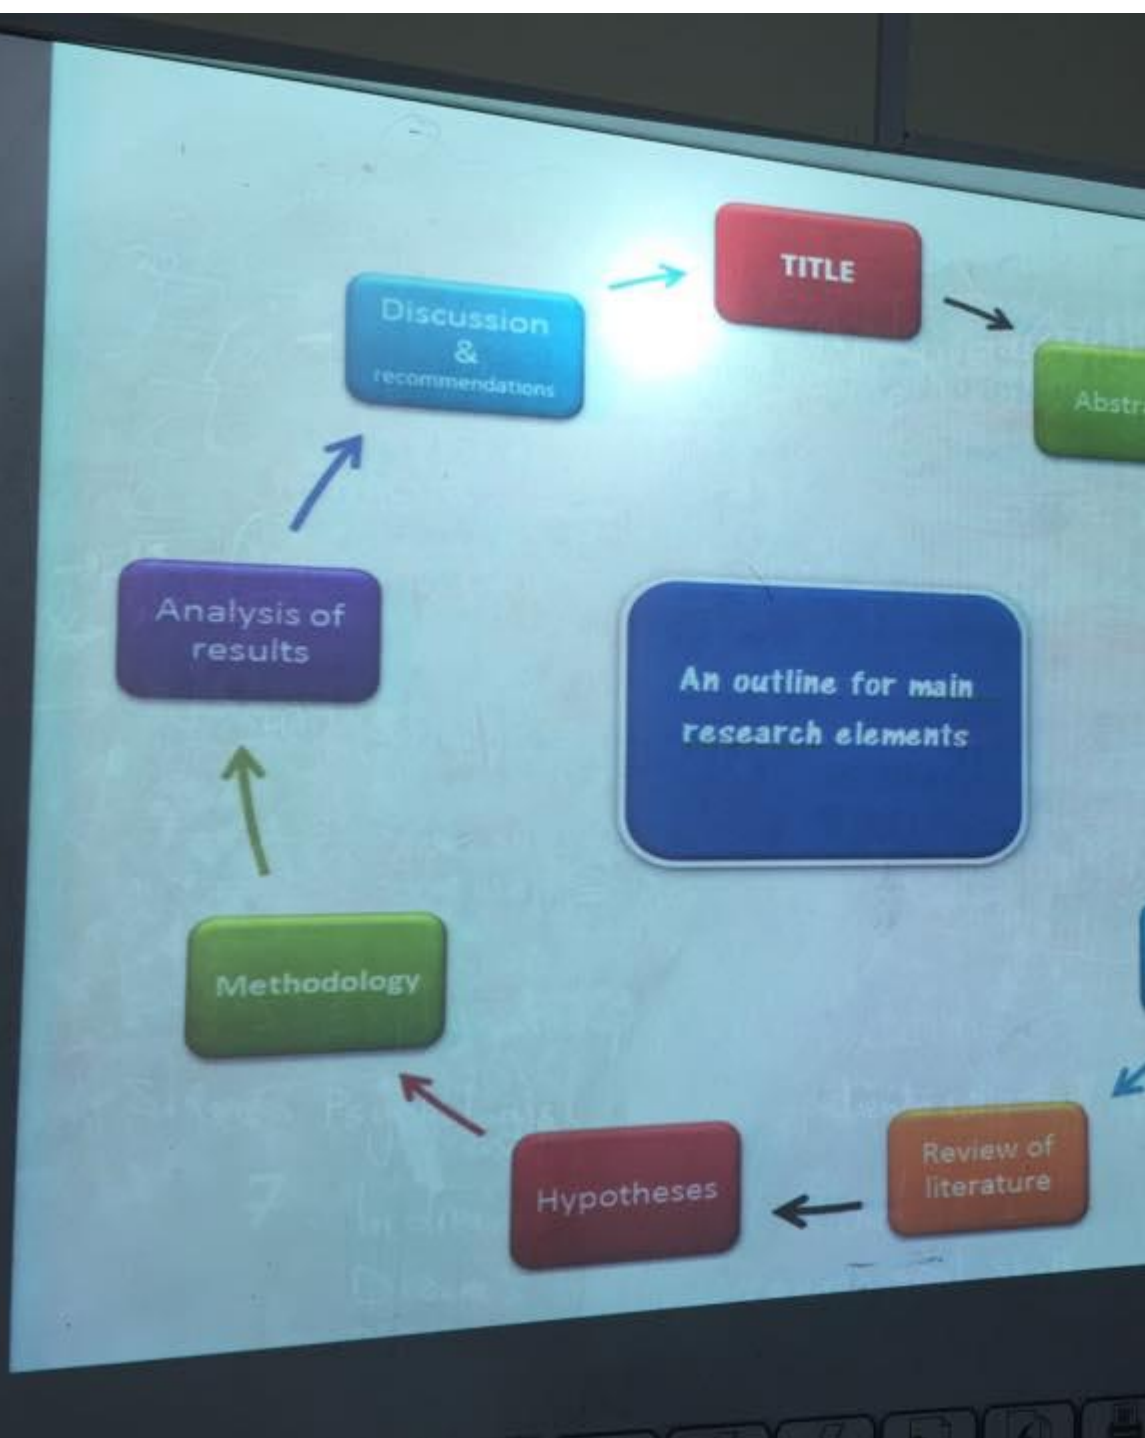 TITLE
Abstr
An outline for main
research elements
Review of
literature
Hypotheses
Methodology
Analysis of
results
Discussion
&
recommendations